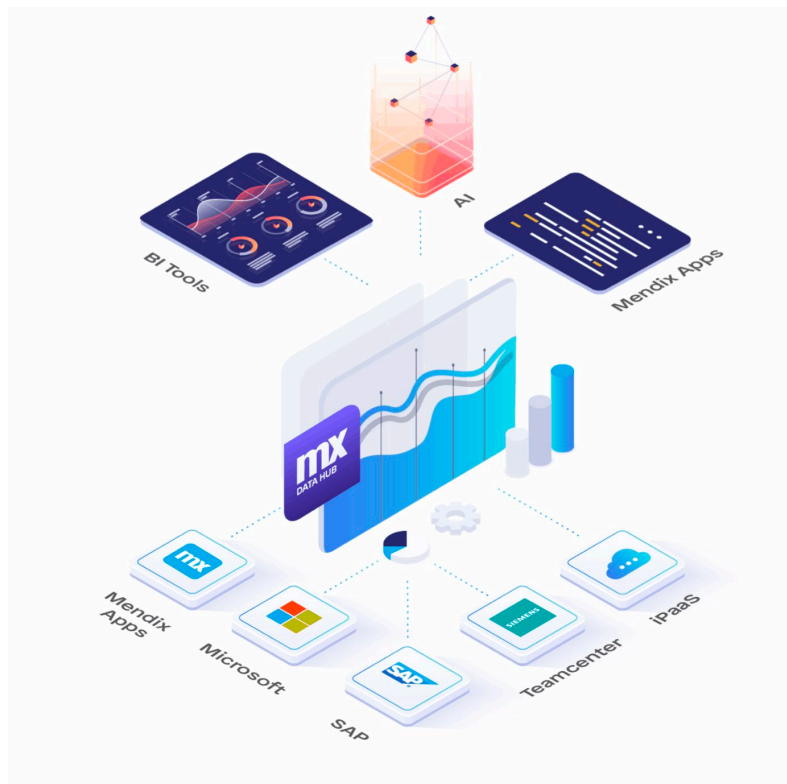 AI
BI Tools
Mendix Apps
mx
DATA HUB
mx
Mendix
Apps
Microsoft
SAP
SAP
SIEMENS
Teamcenter
iPaaS